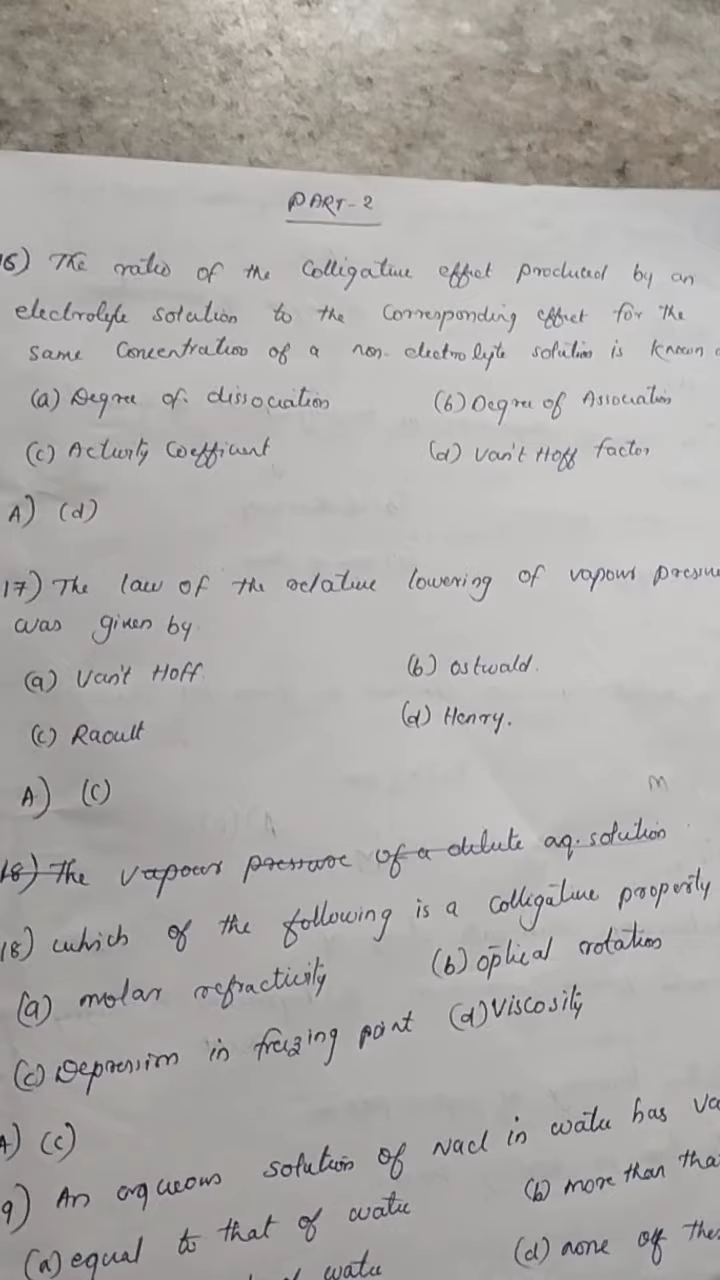 PART-2
16) The ratio of the Colligative effect produced by an
electrolyte solution to the corresponding effect for the
same Concentration of a non-electrolyte solution is known
(a) Degree of dissociation (b) Degree of Association
(c) Activity Coefficient (d) Van't Hoff factor
A) (d)
17) The law of the relative lowering of vapour pressure
was given by
(a) Van't Hoff (b) Ostwald.
(c) Raoult (d) Henry.
A) (C)
18) The vapour pressure of a dilute aq. solution
18) which of the following is a colligative property
(a) molar refractivity (b) optical rotation
(c) Depression in freezing point (d) Viscosity
A) (c)
9) An aqueous solution of Nacl in water has va
(a) equal to that of water (b) more than tha
water (d) none of thes